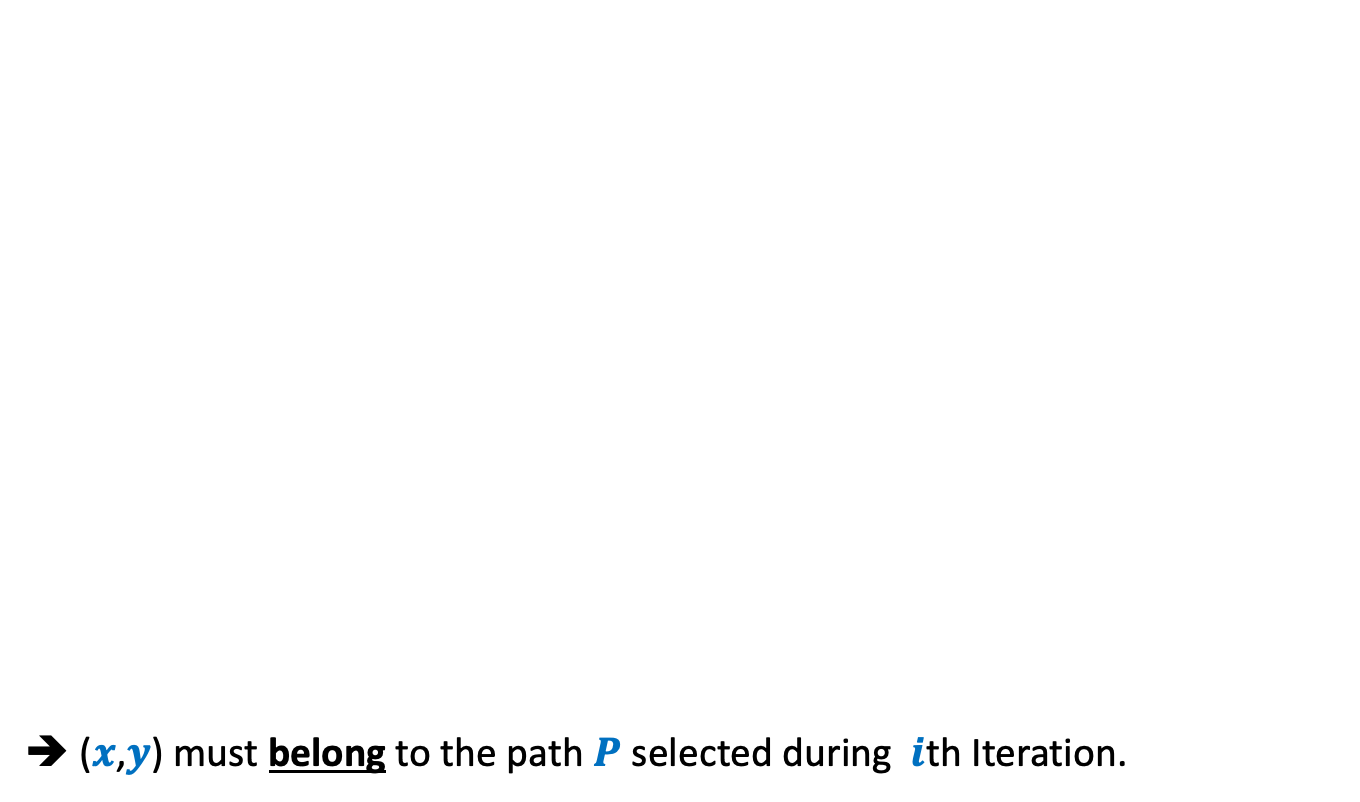 ➔ (x,y) must belong to the path P selected during ith Iteration.